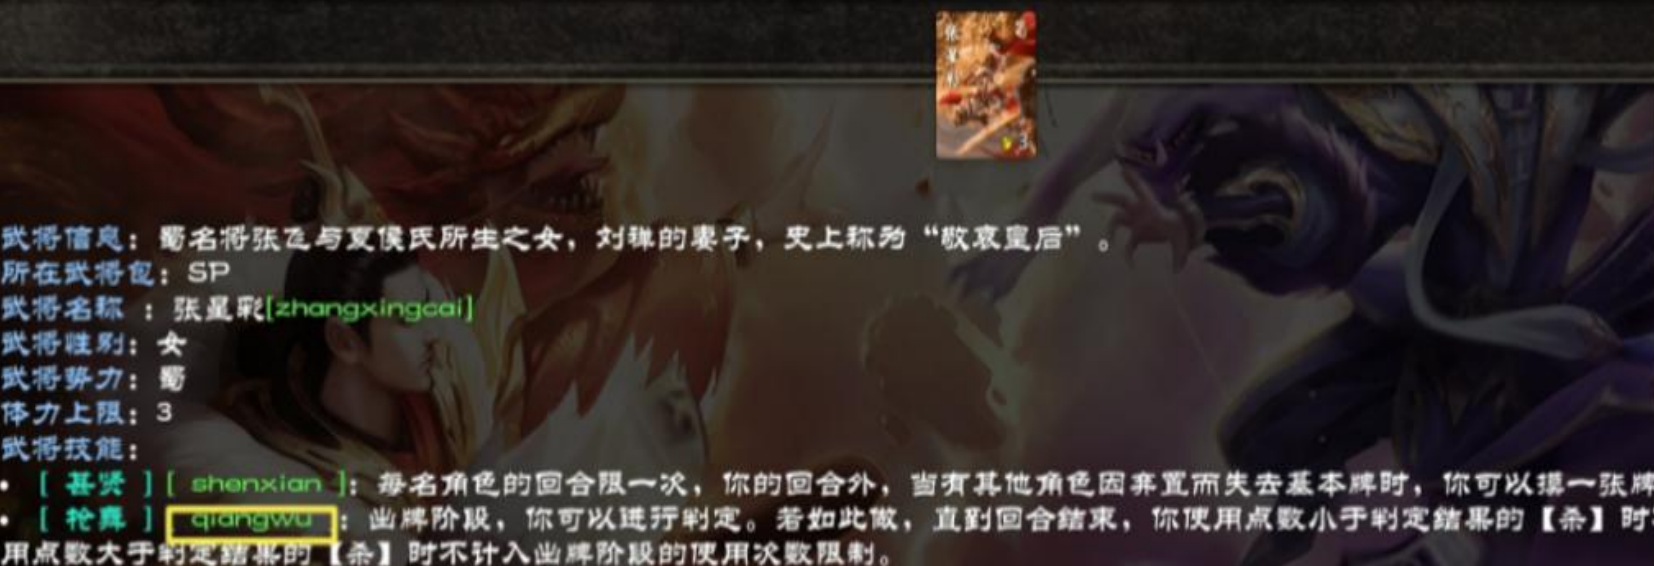 武将信息：蜀名将张飞与夏侯氏所生之女，刘禅的妻子，史上称为“敬哀皇后”。
所在武将包：SP
武将名称：张星彩[zhangxingcai]
武将性别：女
武将势力：蜀
体力上限：3
武将技能：
• [ 甚贤 ] [ shenxian ]：每名角色的回合限一次，你的回合外，当有其他角色因弃置而失去基本牌时，你可以摸一张牌
• [ 枪舞 ] qiangwu ：出牌阶段，你可以进行判定。若如此做，直到回合结束，你使用点数小于判定结果的【杀】时
用点数大于判定结果的【杀】时不计入出牌阶段的使用次数限制。